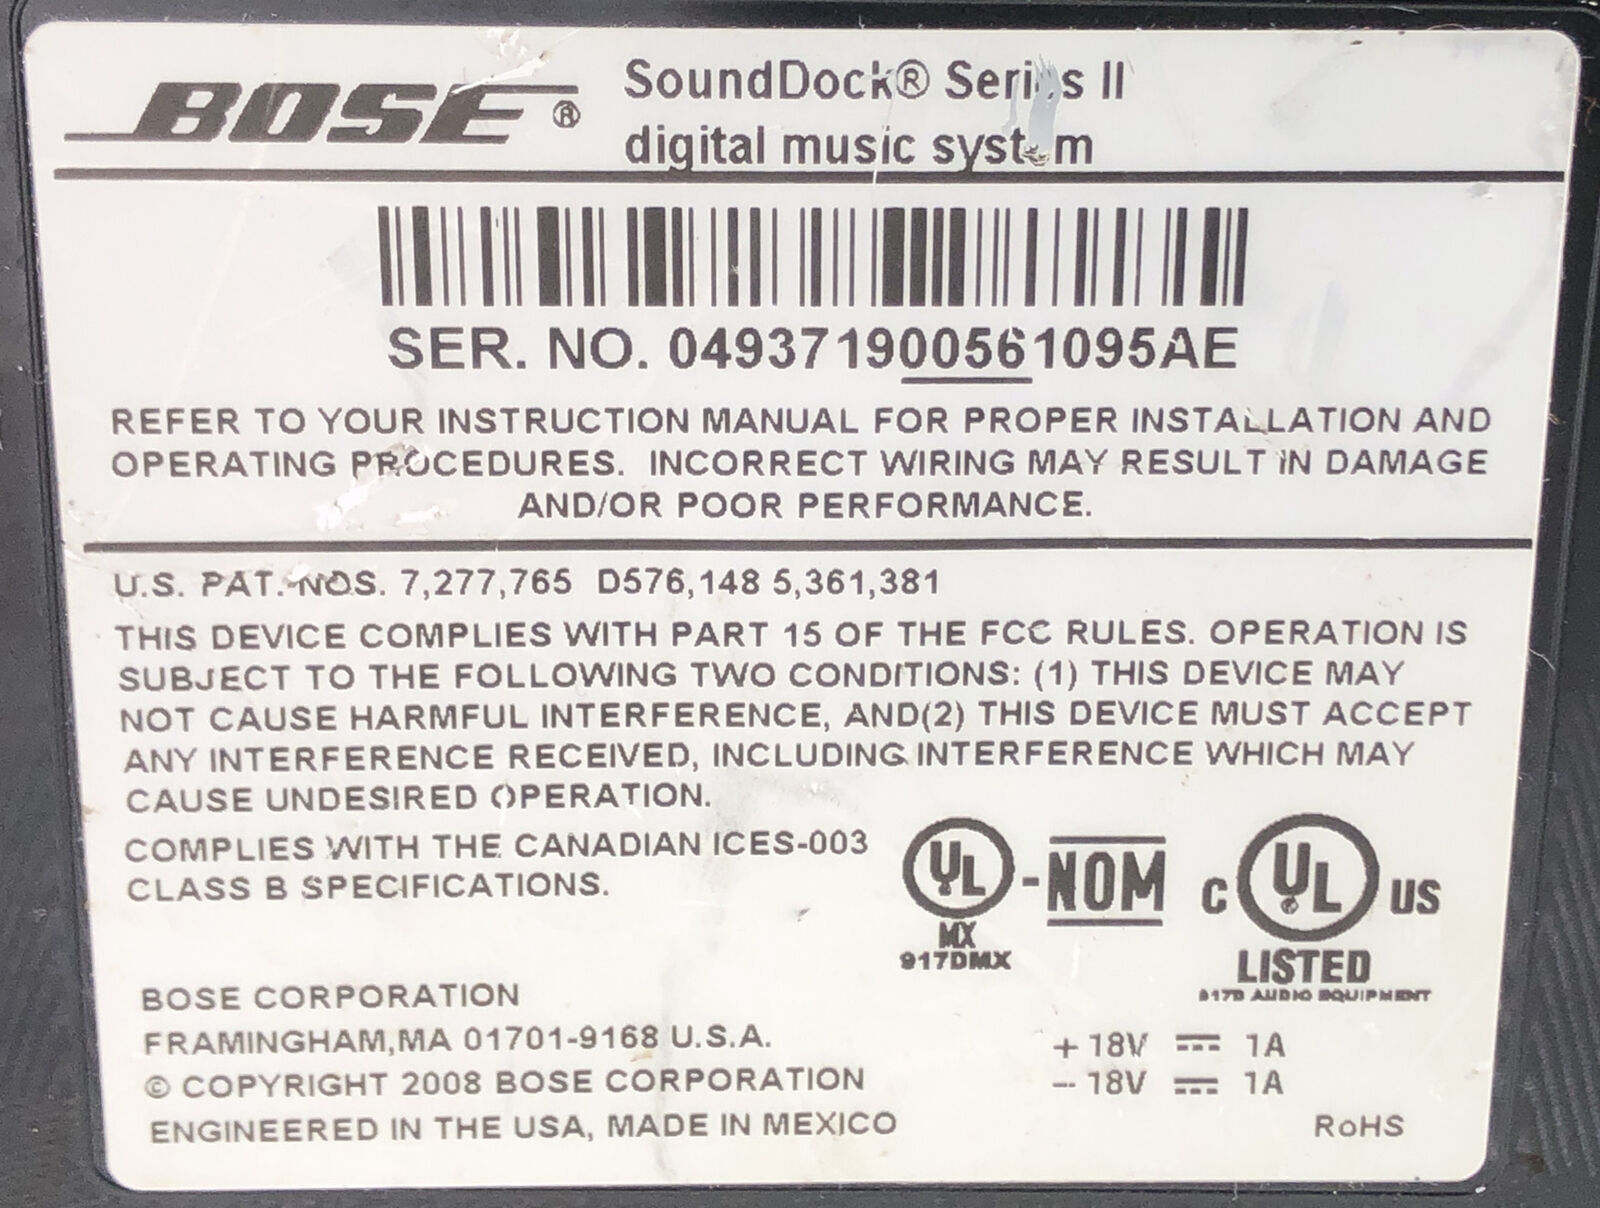 BOSE® SoundDock® Series II
digital music system
SER. NO. 049371900561095AE
REFER TO YOUR INSTRUCTION MANUAL FOR PROPER INSTALLATION AND
OPERATING PROCEDURES. INCORRECT WIRING MAY RESULT IN DAMAGE
AND/OR POOR PERFORMANCE.
U.S. PAT. NOS. 7,277,765 D576,148 5,361,381
THIS DEVICE COMPLIES WITH PART 15 OF THE FCC RULES. OPERATION IS
SUBJECT TO THE FOLLOWING TWO CONDITIONS: (1) THIS DEVICE MAY
NOT CAUSE HARMFUL INTERFERENCE, AND(2) THIS DEVICE MUST ACCEPT
ANY INTERFERENCE RECEIVED, INCLUDING INTERFERENCE WHICH MAY
CAUSE UNDESIRED OPERATION.
COMPLIES WITH THE CANADIAN ICES-003
CLASS B SPECIFICATIONS.
UL -NOM
MX
917DMX
C UL US
LISTED
917D AUDIO EQUIPMENT
BOSE CORPORATION
FRAMINGHAM,MA 01701-9168 U.S.A.
© COPYRIGHT 2008 BOSE CORPORATION
ENGINEERED IN THE USA, MADE IN MEXICO
+ 18V ⎓ 1A
– 18V ⎓ 1A
RoHS